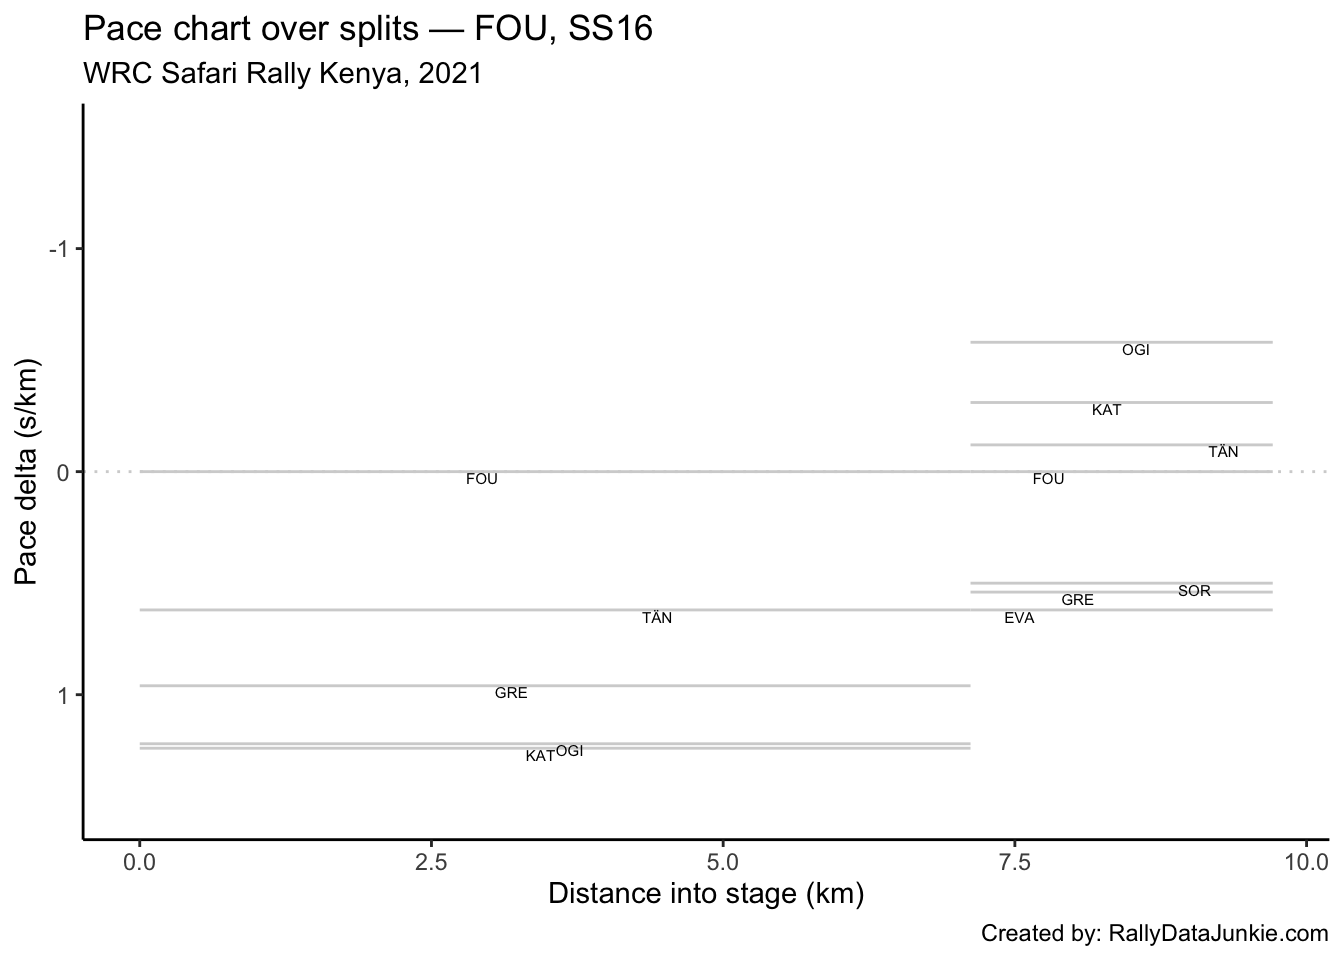 Pace chart over splits — FOU, SS16
WRC Safari Rally Kenya, 2021
Pace delta (s/km)
-1
0
1
OGI
KAT
TÄN
FOU
FOU
SOR
GRE
TÄN
EVA
GRE
OGI
KAT
0.0
2.5
5.0
7.5
10.0
Distance into stage (km)
Created by: RallyDataJunkie.com